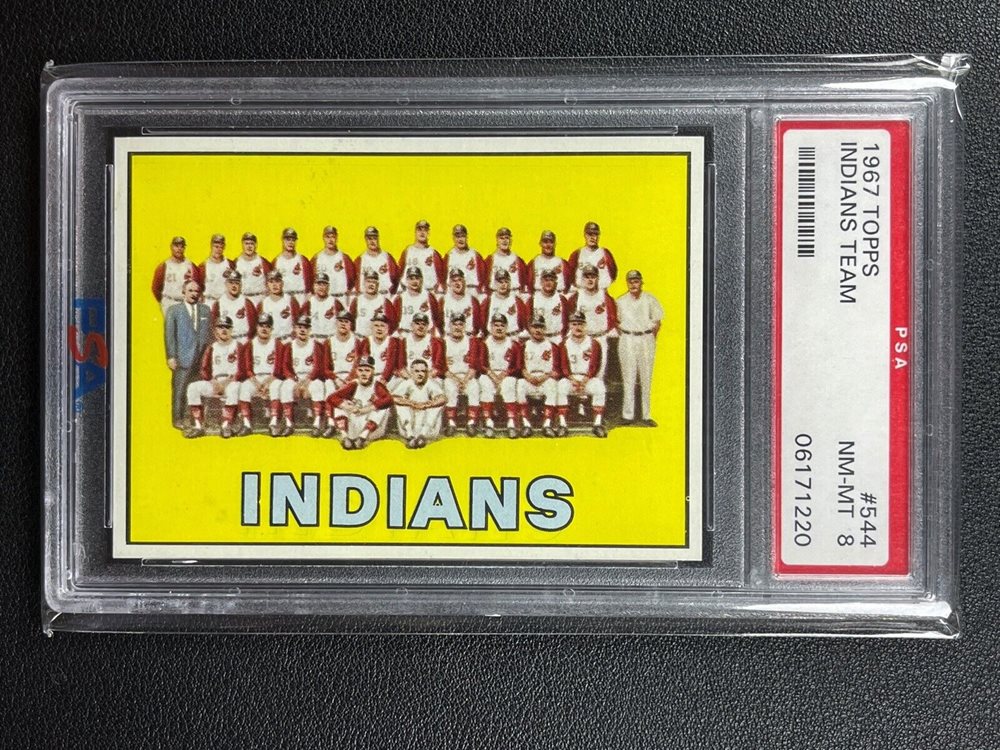 INDIANS
PSA
1967 TOPPS #544
INDIANS TEAM NM-MT 8
06171220
PSA